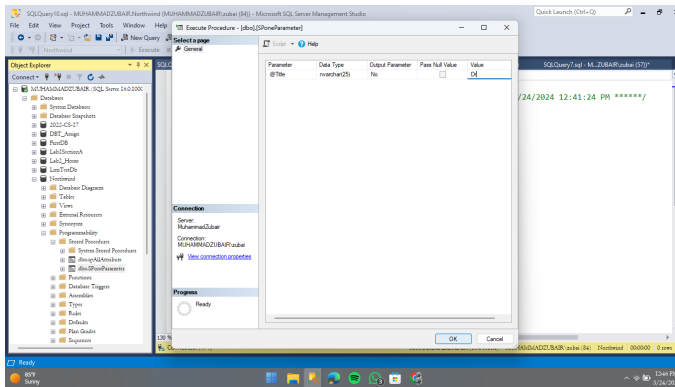 SQLQuery10.sql - MUHAMMADZUBAIR.Northwind (MUHAMMADZUBAIR\zubai (84)) - Microsoft SQL Server Management Studio
Quick Launch (Ctrl+Q)
File Edit View Project Tools Window Help
New Query
Northwind
Execute
Execute Procedure - [dbo].[SPoneParameter]
Select a page
General
Script
Help
Parameter Data Type Output Parameter Pass Null Value Value
@Title nvarchar(25) No Dr
Object Explorer
Connect
MUHAMMADZUBAIR (SQL Server 16.0.1000
Databases
System Databases
Database Snapshots
2022-CS-17
DBT_Assign
FirstDB
Lab1SectionA
Lab2_Home
Northwind
Database Diagrams
Tables
Views
External Resources
Synonyms
Programmability
Stored Procedures
System Stored Procedures
dbo.spAllAttribute
dbo.SPoneParameter
Functions
Database Triggers
Assemblies
Types
Rules
Defaults
Plan Guides
Sequences
SQLQuery7.sql - M...ZUBAIR\zubai (57))*
/24/2024 12:41:24 PM ******/
Connection
Server:
MuhammadZubair
Connection:
MUHAMMADZUBAIR\zubai
View connection properties
Progress
Ready
OK Cancel
130 %
HAMMADZUBAIR\zubai (84) Northwind 00:00:00 0 rows
Ready
85°F
Sunny